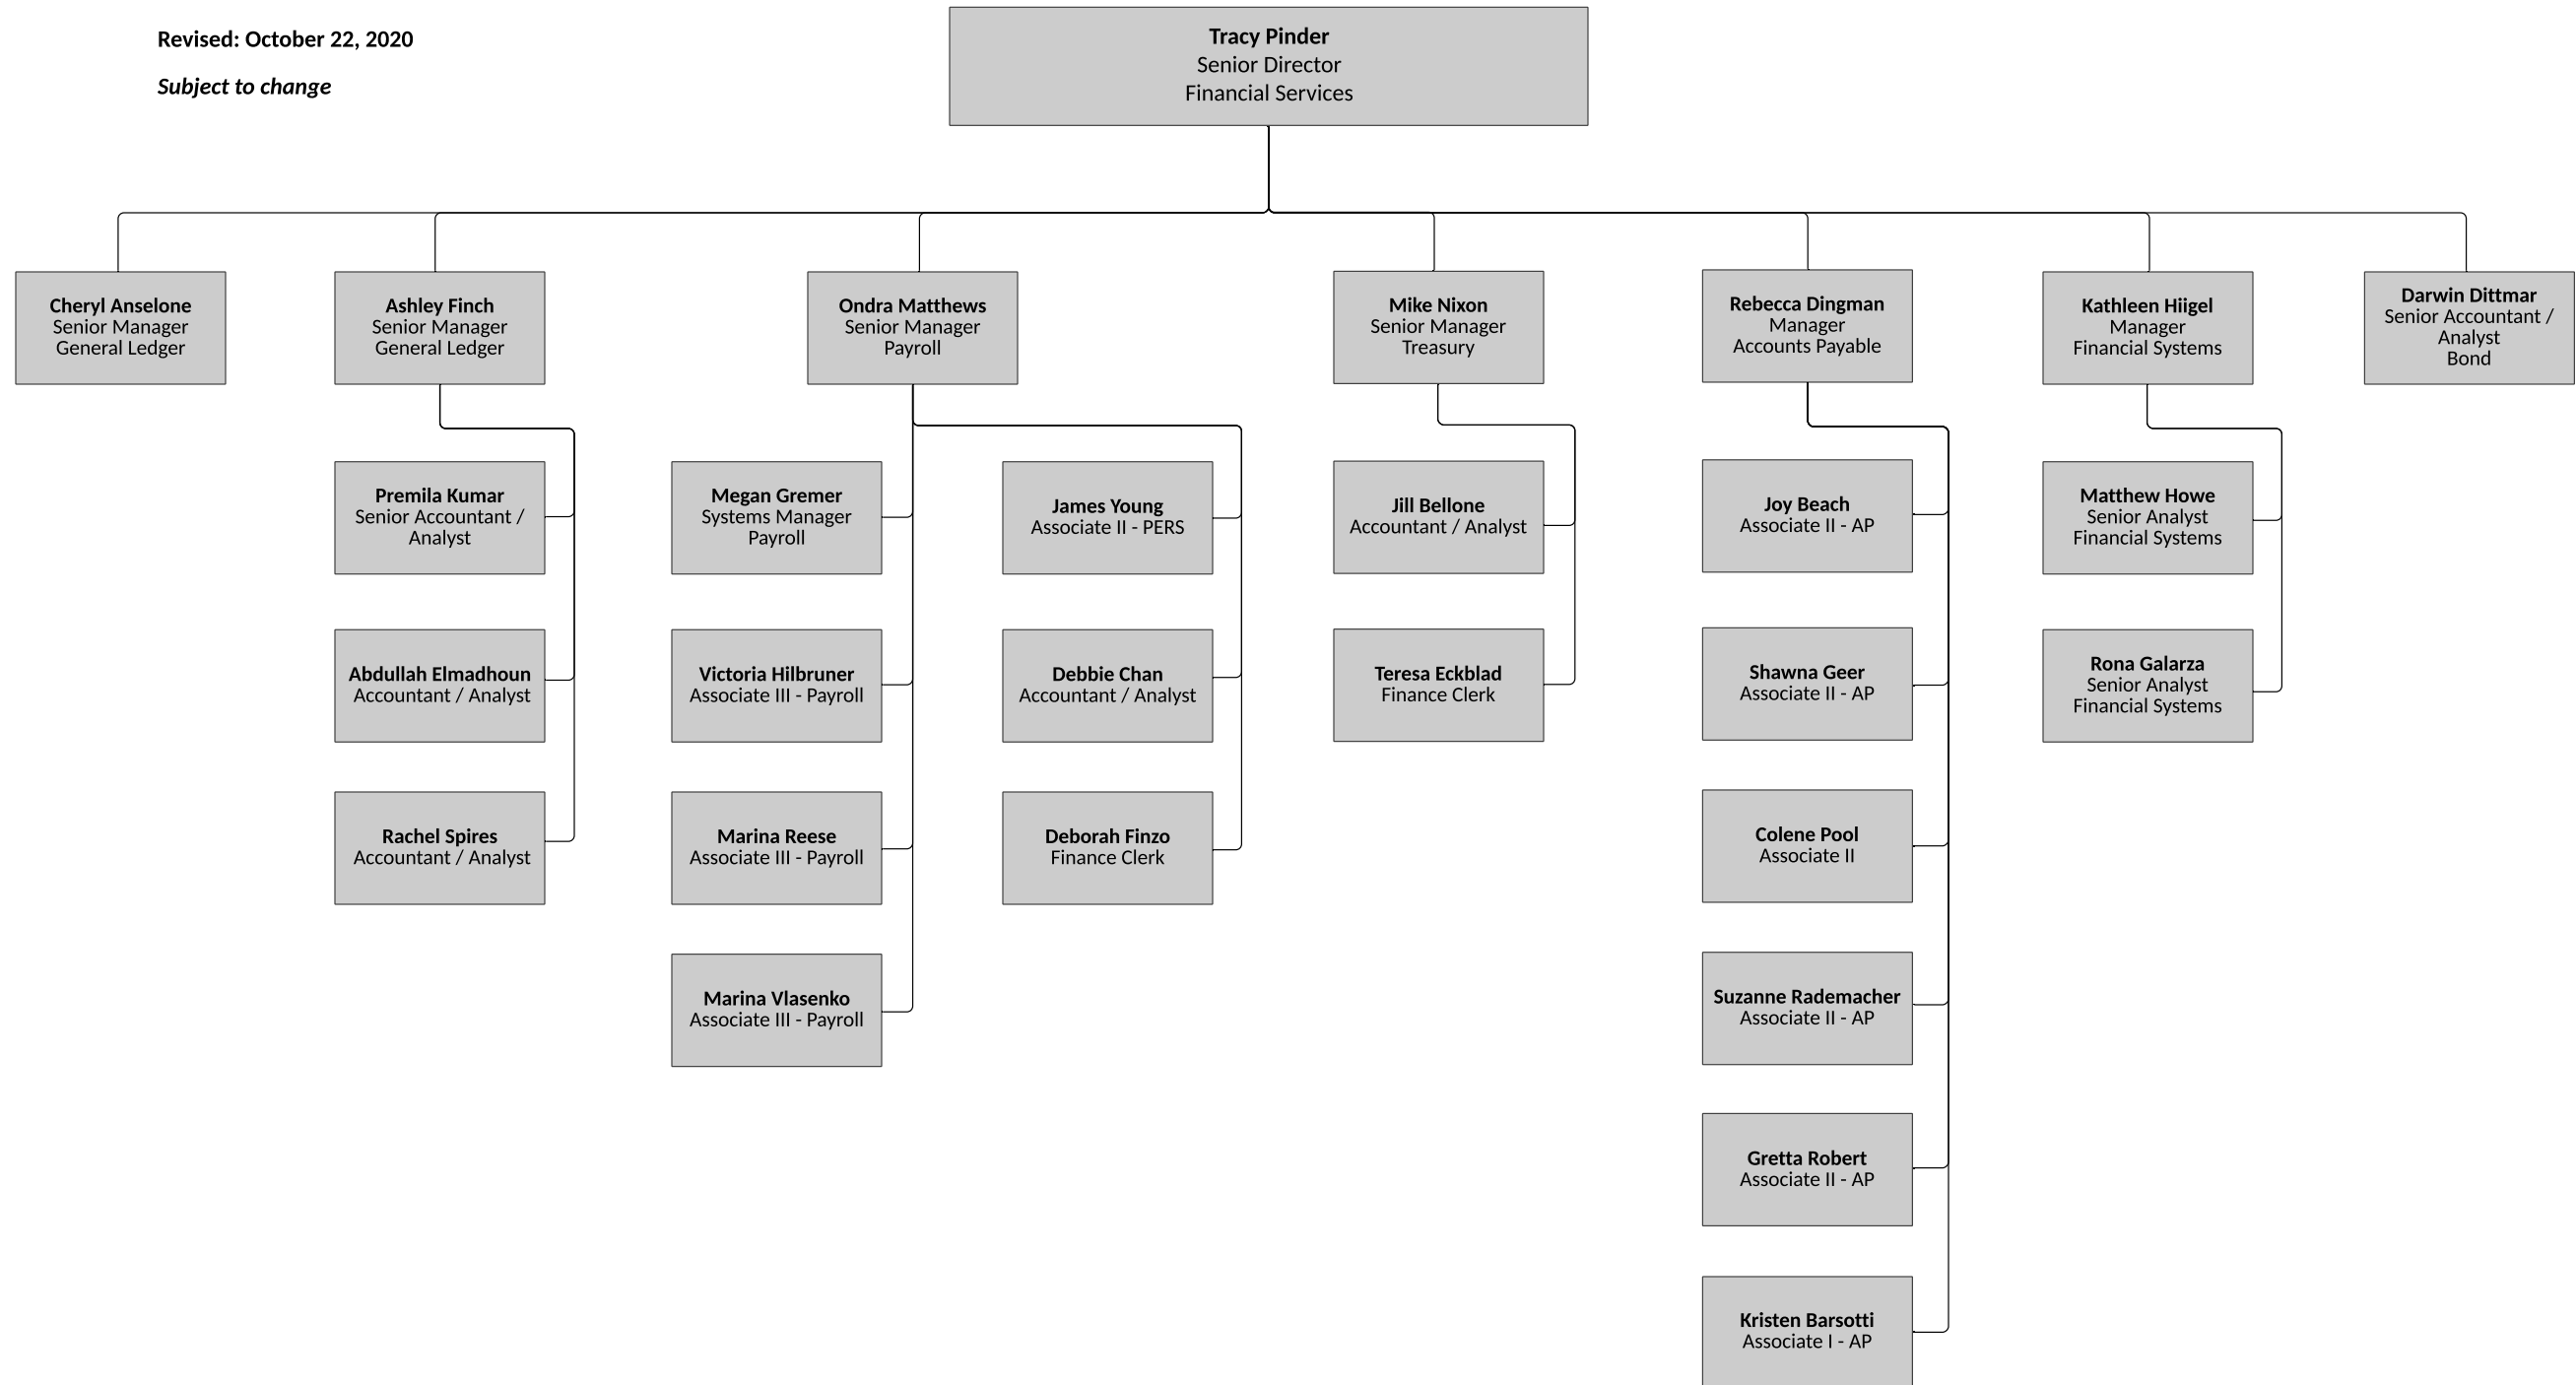 Revised: October 22, 2020
Subject to change
Tracy Pinder
Senior Director
Financial Services
Cheryl Anselone
Senior Manager
General Ledger
Ashley Finch
Senior Manager
General Ledger
Ondra Matthews
Senior Manager
Payroll
Mike Nixon
Senior Manager
Treasury
Rebecca Dingman
Manager
Accounts Payable
Kathleen Hiigel
Manager
Financial Systems
Darwin Dittmar
Senior Accountant /
Analyst
Bond
Premila Kumar
Senior Accountant /
Analyst
Abdullah Elmadhoun
Accountant / Analyst
Rachel Spires
Accountant / Analyst
Megan Gremer
Systems Manager
Payroll
Victoria Hilbruner
Associate III - Payroll
Marina Reese
Associate III - Payroll
Marina Vlasenko
Associate III - Payroll
James Young
Associate II - PERS
Debbie Chan
Accountant / Analyst
Deborah Finzo
Finance Clerk
Jill Bellone
Accountant / Analyst
Teresa Eckblad
Finance Clerk
Joy Beach
Associate II - AP
Shawna Geer
Associate II - AP
Colene Pool
Associate II
Suzanne Rademacher
Associate II - AP
Gretta Robert
Associate II - AP
Kristen Barsotti
Associate I - AP
Matthew Howe
Senior Analyst
Financial Systems
Rona Galarza
Senior Analyst
Financial Systems